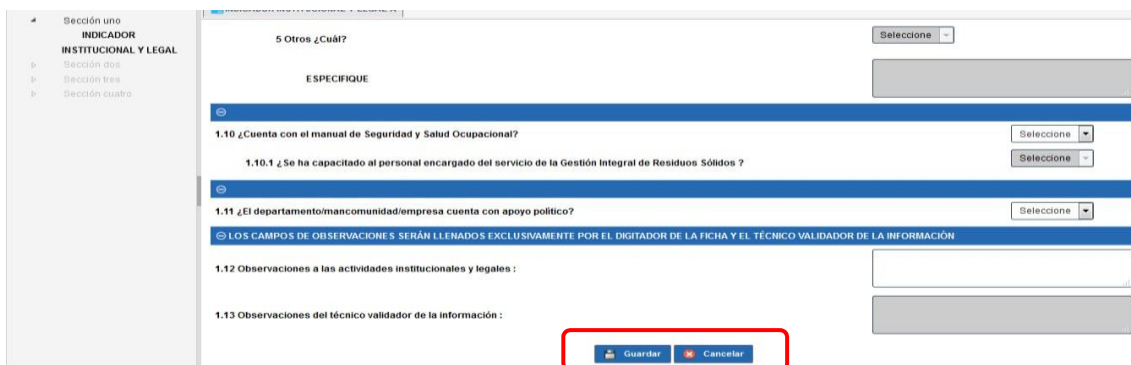 Sección uno
INDICADOR
INSTITUCIONAL Y LEGAL
Sección dos
Sección tres
Sección cuatro
INDICADOR INSTITUCIONAL Y LEGAL
5 Otros ¿Cuál?
Seleccione
ESPECIFIQUE
1.10 ¿Cuenta con el manual de Seguridad y Salud Ocupacional?
Seleccione
1.10.1 ¿Se ha capacitado al personal encargado del servicio de la Gestión Integral de Residuos Sólidos ?
Seleccione
1.11 ¿El departamento/mancomunidad/empresa cuenta con apoyo político?
Seleccione
LOS CAMPOS DE OBSERVACIONES SERÁN LLENADOS EXCLUSIVAMENTE POR EL DIGITADOR DE LA FICHA Y EL TÉCNICO VALIDADOR DE LA INFORMACIÓN
1.12 Observaciones a las actividades institucionales y legales :
1.13 Observaciones del técnico validador de la información :
Guardar
Cancelar